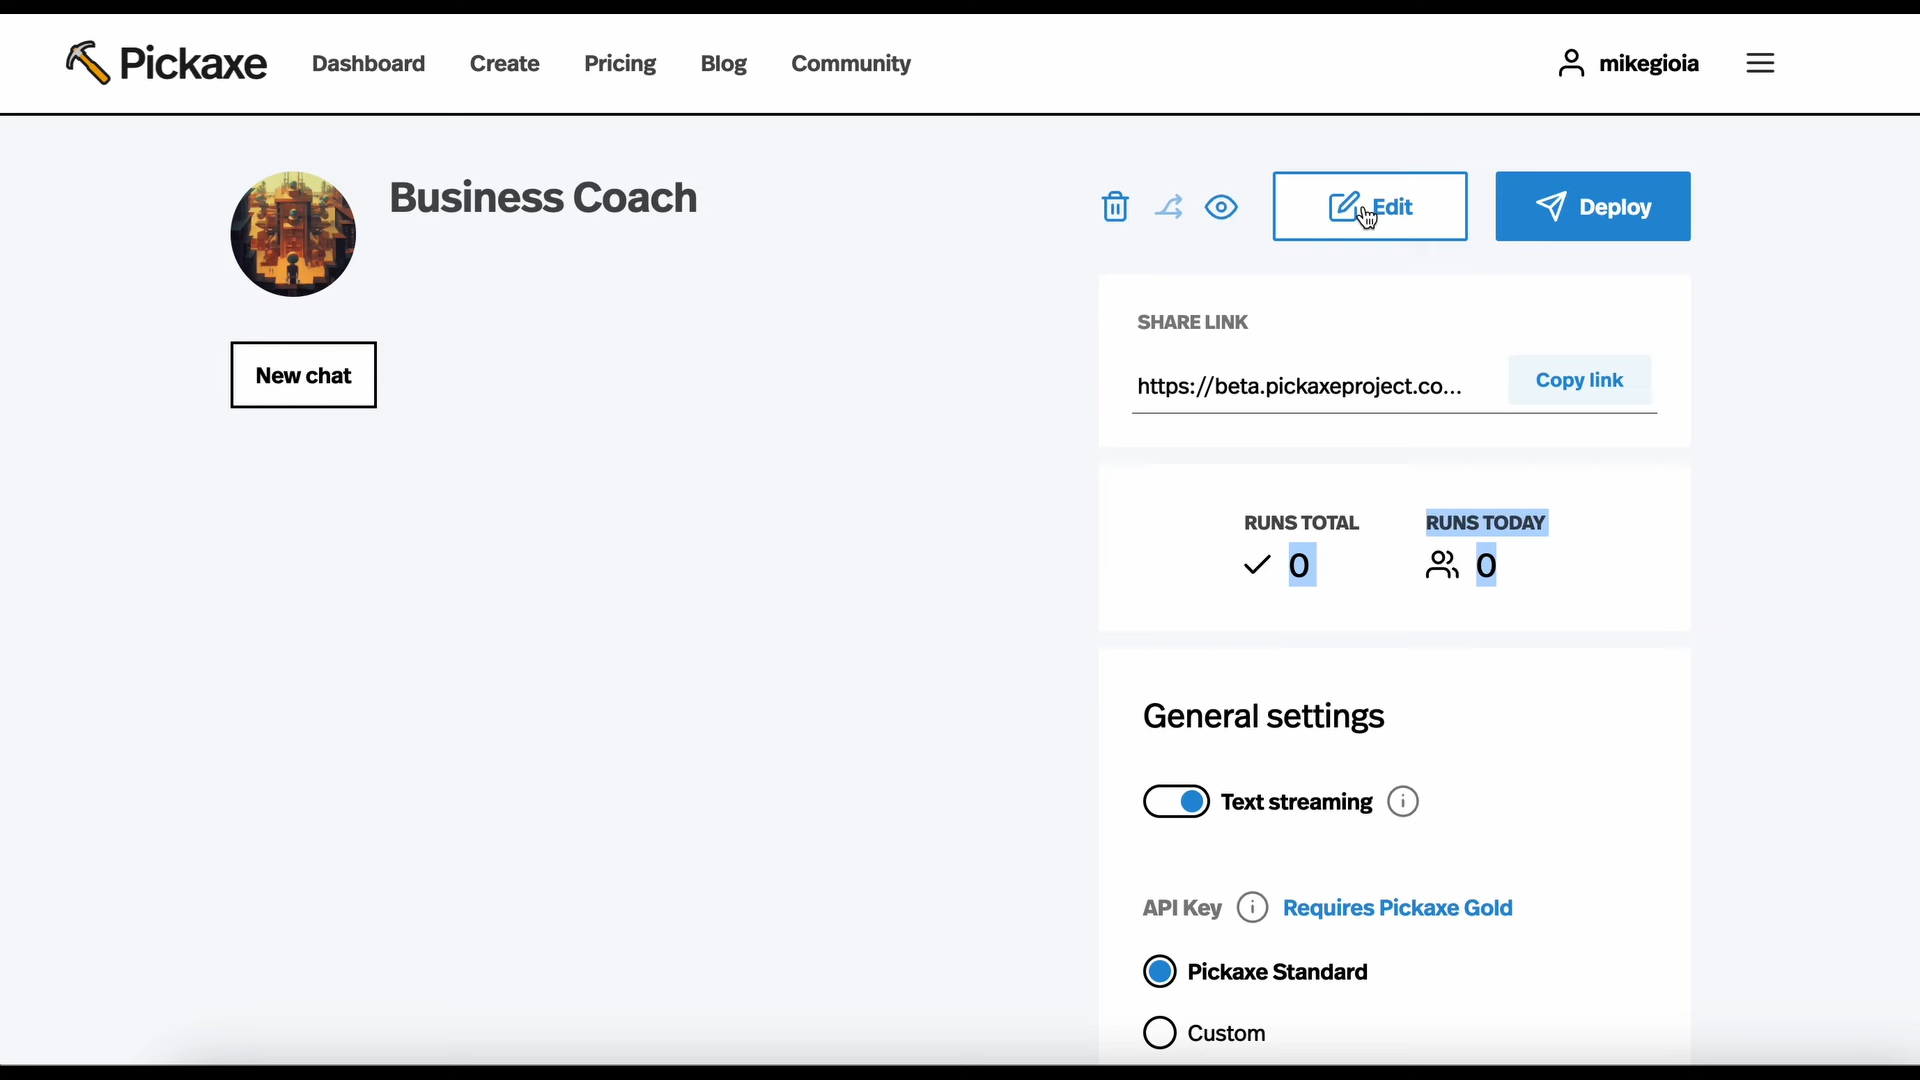 Pickaxe
Dashboard
Create
Pricing
Blog
Community
mikegioia
Business Coach
Edit
Deploy
New chat
SHARE LINK
https://beta.pickaxeproject.co...
Copy link
RUNS TOTAL
RUNS TODAY
0
0
General settings
Text streaming
API Key
Requires Pickaxe Gold
Pickaxe Standard
Custom